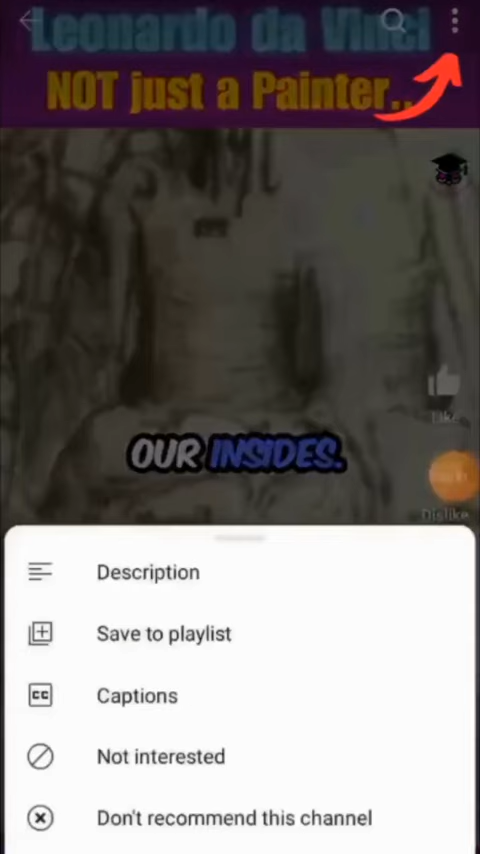 Leonardo da Vinci
NOT just a Painter..
Like
OUR INSIDES.
Dislike
Description
Save to playlist
Captions
Not interested
Don't recommend this channel